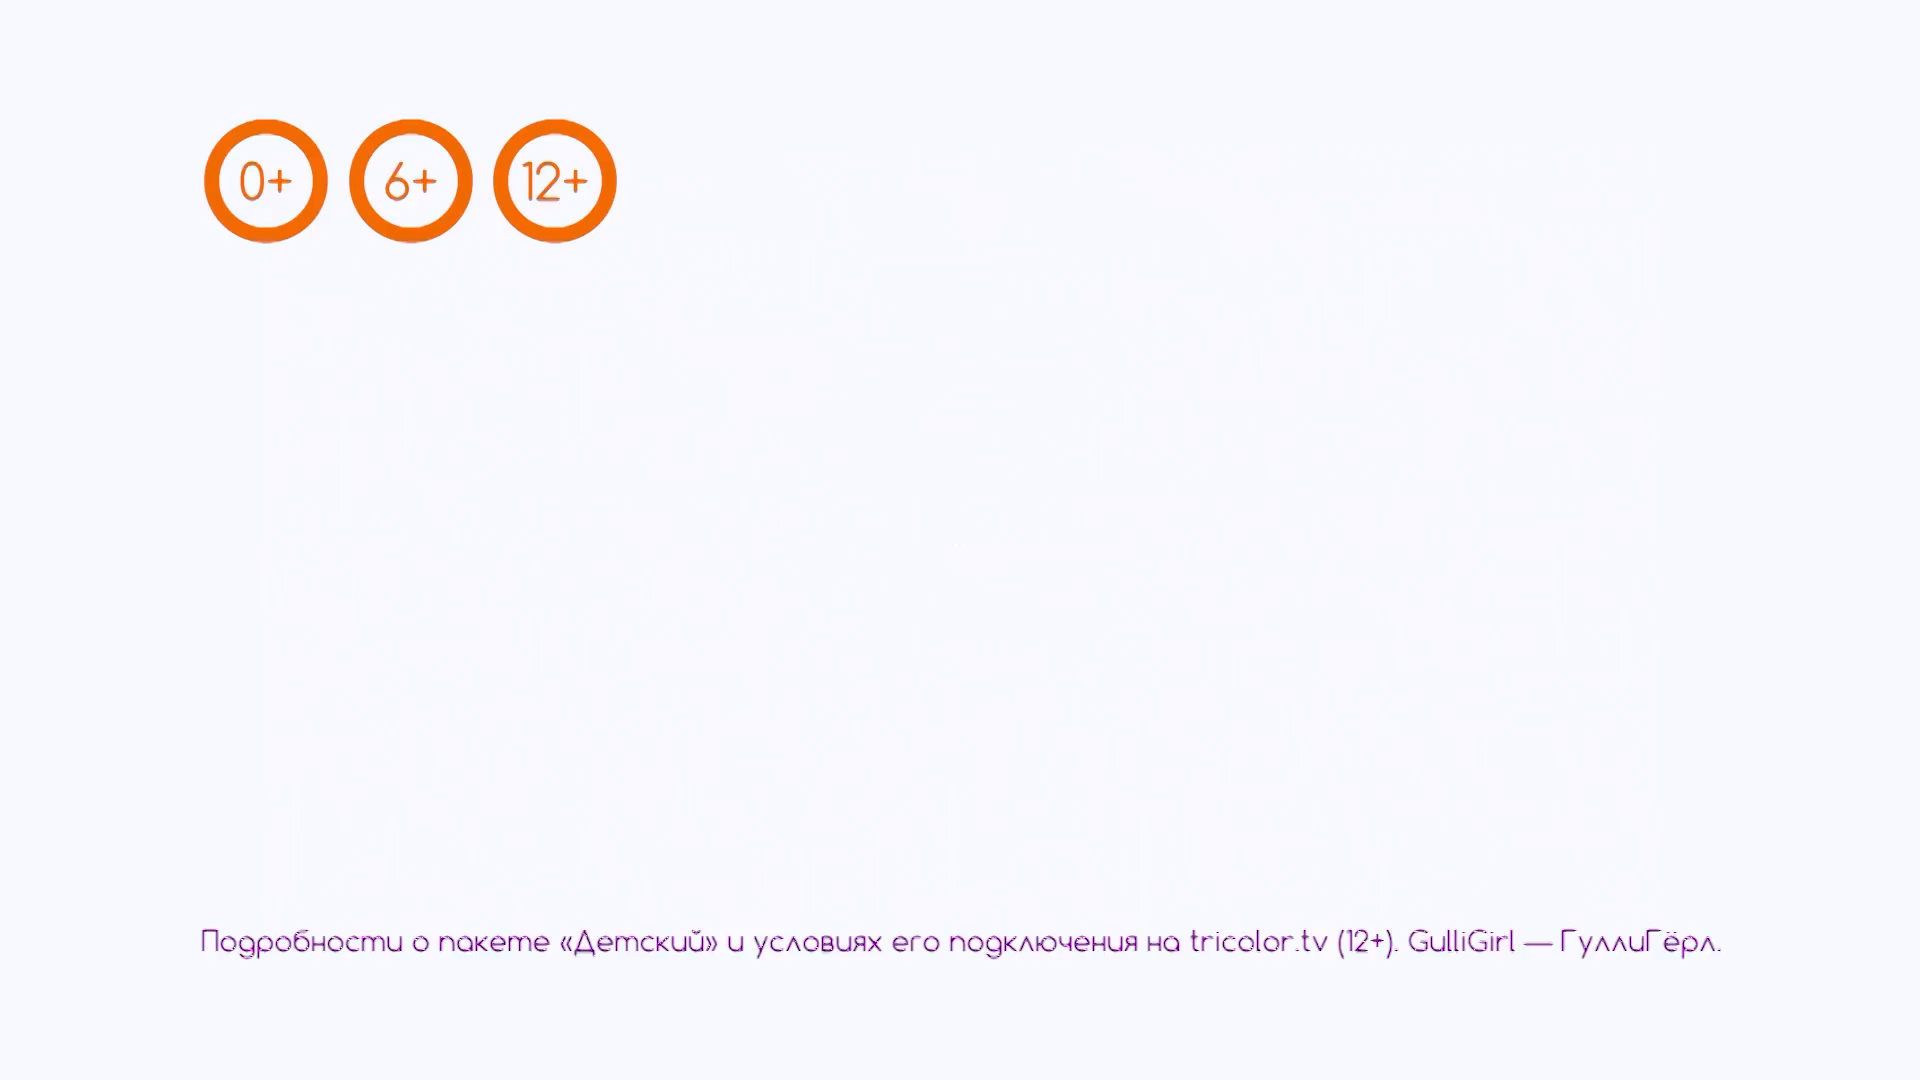 0+ 6+ 12+
Подробности о пакете «Детский» и условиях его подключения на tricolor.tv (12+). GulliGirl — ГуллиГёрл.